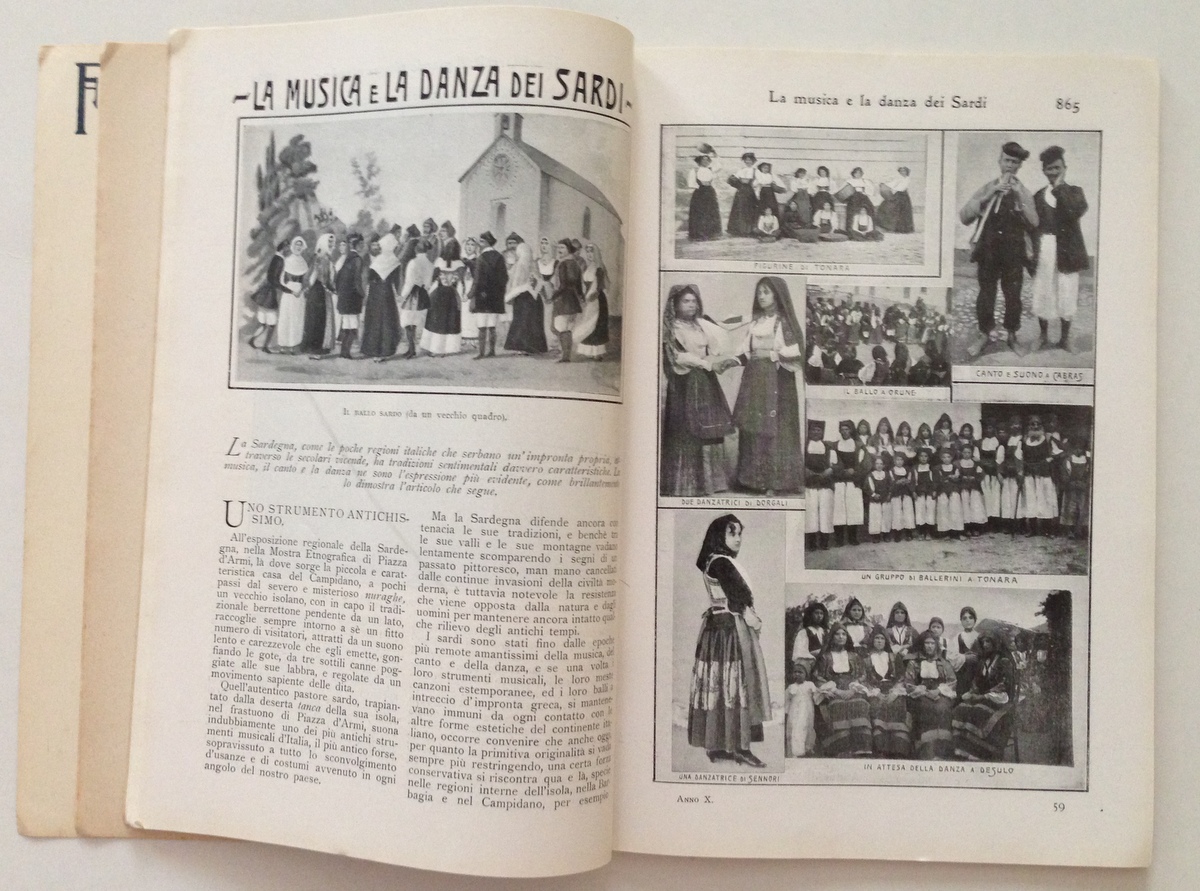 F
LA MUSICA E LA DANZA DEI SARDI
IL BALLO SARDO (da un vecchio quadro).
La Sardegna, come le poche regioni italiche che serbano un'impronta propria,
traverso le secolari vicende, ha tradizioni sentimentali davvero caratteristiche. La
musica, il canto e la danza ne sono l'espressione più evidente, come brillantemente
lo dimostra l'articolo che segue.
UNO STRUMENTO ANTICHIS-
SIMO.
All'esposizione regionale della Sarde-
gna, nella Mostra Etnografica di Piazza
d'Armi, là dove sorge la piccola e carat-
teristica casa del Campidano, a pochi
passi dal severo e misterioso nuraghe,
un vecchio isolano, con in capo il tradi-
zionale berrettone pendente da un lato,
raccoglie sempre intorno a sè un fitto
numero di visitatori, attratti da un suono
lento e carezzevole che egli emette, gon-
fiando le gote, da tre sottili canne pog-
giate alle sue labbra, e regolate da un
movimento sapiente delle dita.
Quell'autentico pastore sardo, trapian-
tato dalla deserta tanca della sua isola,
nel frastuono di Piazza d'Armi, suona
indubbiamente uno dei più antichi stru-
menti musicali d'Italia, il più antico forse,
sopravissuto a tutto lo sconvolgimento
d'usanze e di costumi avvenuto in ogni
angolo del nostro paese.
Ma la Sardegna difende ancora con
tenacia le sue tradizioni, e benchè tra
le sue valli e le sue montagne vadano
lentamente scomparendo i segni di un
passato pittoresco, man mano cancellati
dalle continue invasioni della civiltà mo-
derna, è tuttavia notevole la resistenza
che viene opposta dalla natura e dagli
uomini per mantenere ancora intatto qual-
che rilievo degli antichi tempi.
I sardi sono stati fino dalle epoche
più remote amantissimi della musica, del
canto e della danza, e se una volta i
loro strumenti musicali, le loro meste
canzoni estemporanee, ed i loro balli a
intreccio d'impronta greca, si mantene-
vano immuni da ogni contatto con le
altre forme estetiche del continente ita-
liano, occorre convenire che anche oggi,
per quanto la primitiva originalità si vada
sempre più restringendo, una certa forza
conservativa si riscontra qua e là, specie
nelle regioni interne dell'isola, nella Bar-
bagia e nel Campidano, per esempio
La musica e la danza dei Sardi 865
FIGURINE DI TONARA
CANTO E SUONO A CABRAS
IL BALLO A ORUNE
DUE DANZATRICI DI DORGALI
UN GRUPPO DI BALLERINI A TONARA
UNA DANZATRICE DI SENNORI
IN ATTESA DELLA DANZA A DESULO
ANNO X. 59